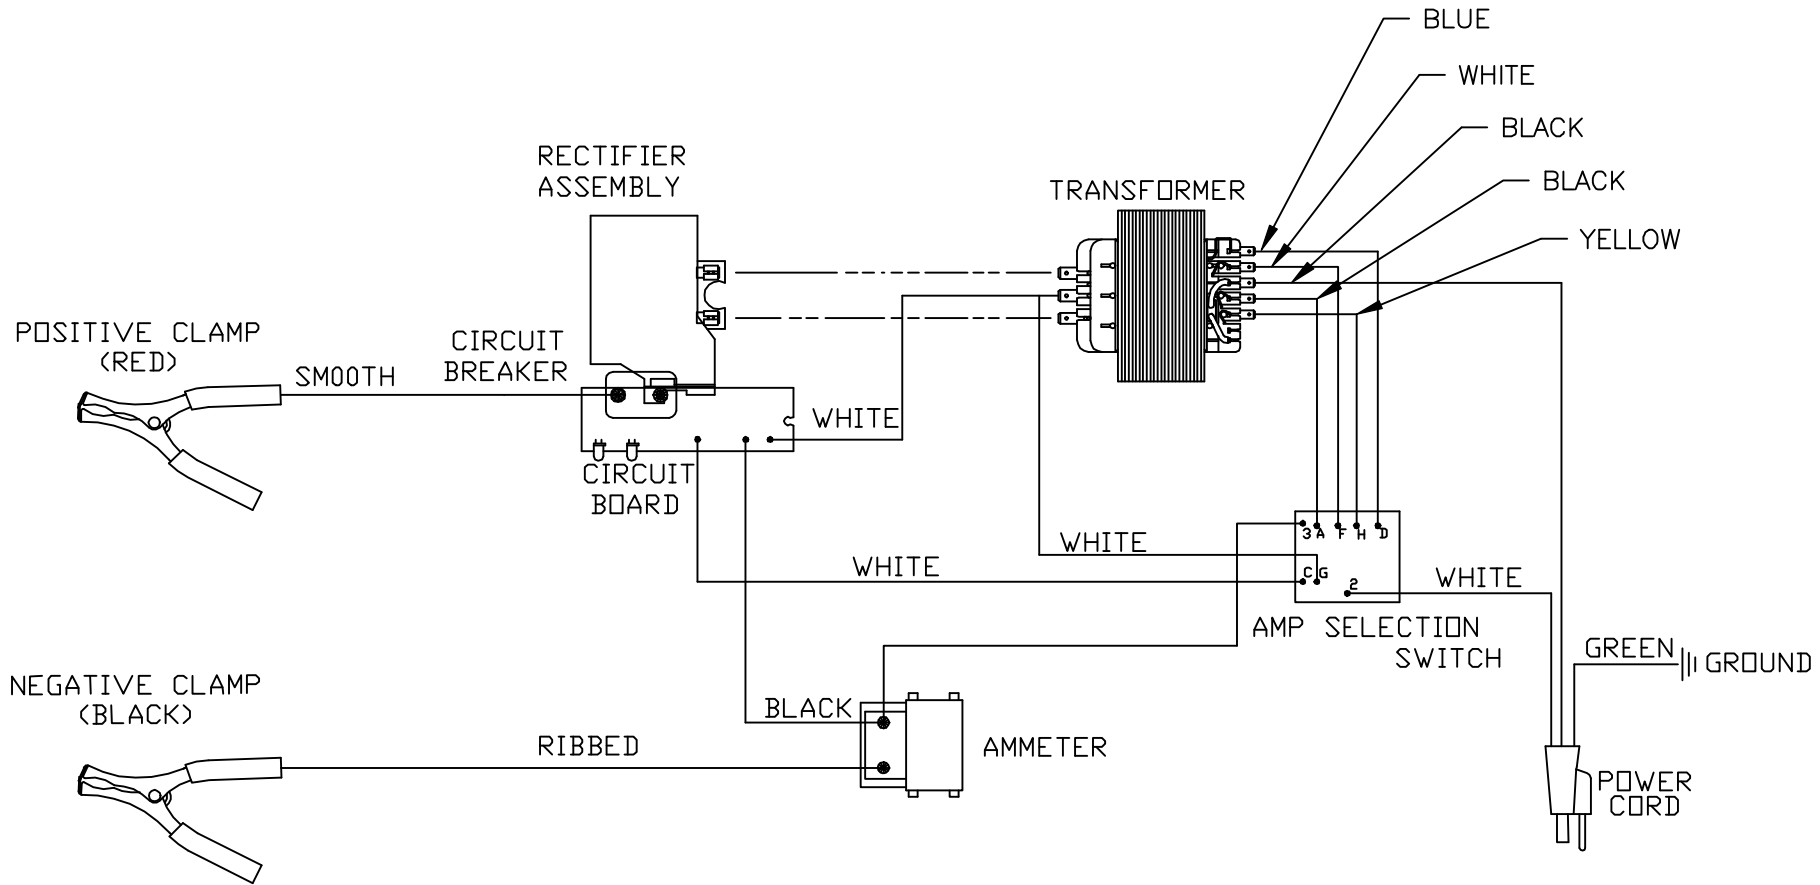 BLUE
WHITE
BLACK
BLACK
YELLOW
RECTIFIER
ASSEMBLY
TRANSFORMER
POSITIVE CLAMP
(RED)
SMOOTH
CIRCUIT
BREAKER
WHITE
CIRCUIT
BOARD
3 A F H D
WHITE
WHITE
C G
2
WHITE
AMP SELECTION
SWITCH
GREEN
GROUND
NEGATIVE CLAMP
(BLACK)
BLACK
RIBBED
AMMETER
POWER
CORD